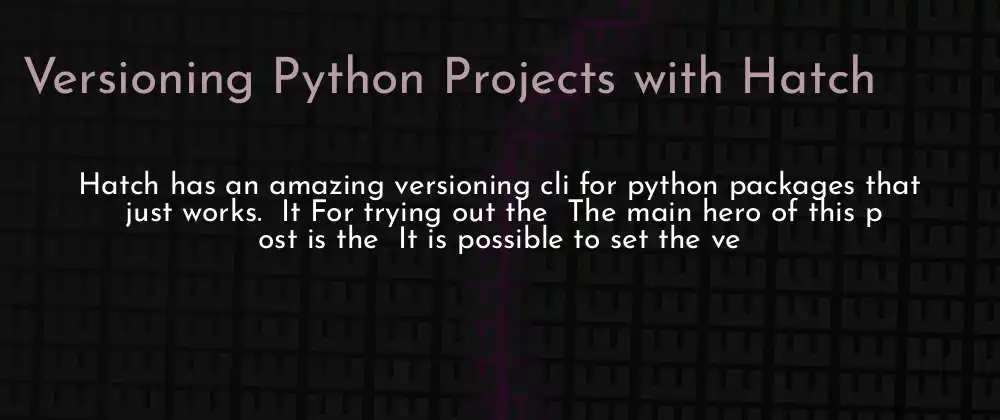 Versioning Python Projects with Hatch
Hatch has an amazing versioning cli for python packages that
just works.  It For trying out the  The main hero of this p
ost is the  It is possible to set the ve